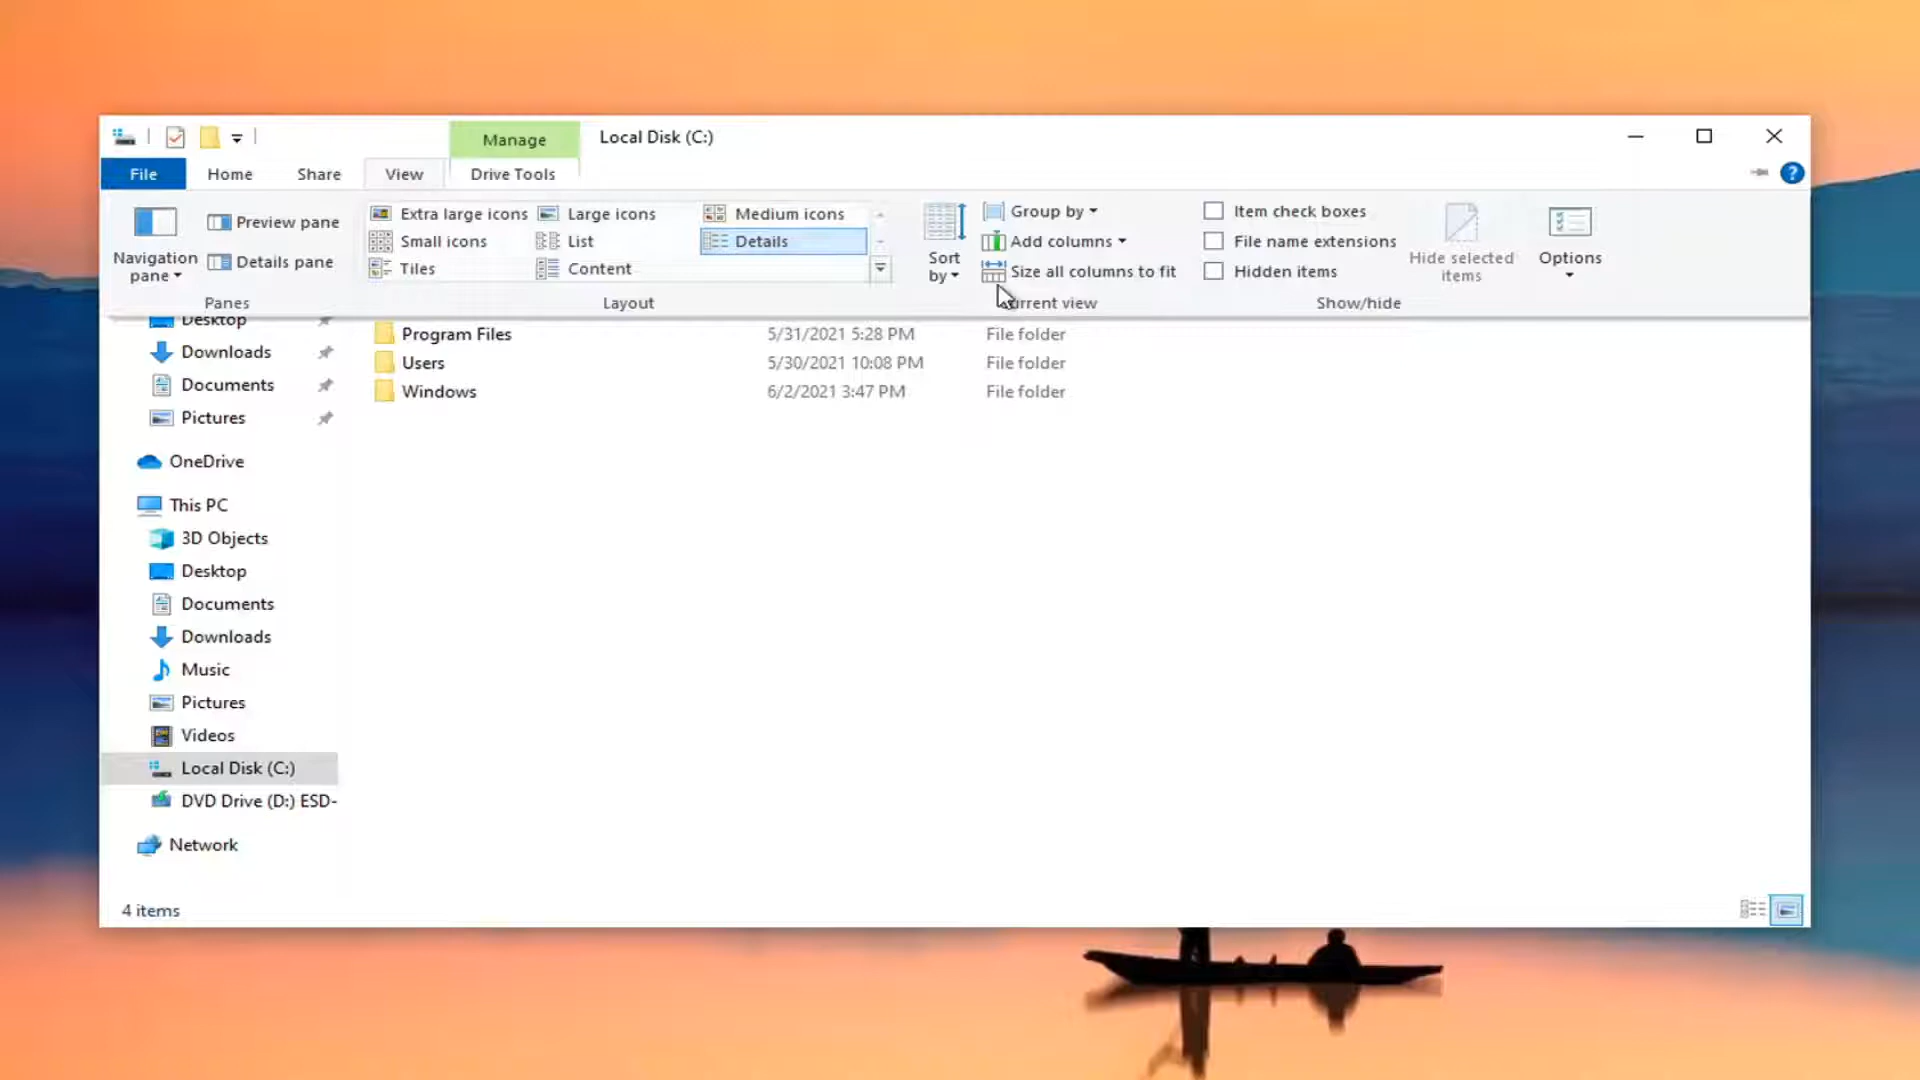 Manage
Local Disk (C:)
File
Home
Share
View
Drive Tools
?
Navigation pane
Preview pane
Details pane
Panes
Extra large icons
Large icons
Medium icons
Small icons
List
Details
Tiles
Content
Layout
Sort by
Group by
Add columns
Size all columns to fit
urrent view
Item check boxes
File name extensions
Hidden items
Hide selected items
Show/hide
Options
Desktop
Downloads
Documents
Pictures
OneDrive
This PC
3D Objects
Desktop
Documents
Downloads
Music
Pictures
Videos
Local Disk (C:)
DVD Drive (D:) ESD-
Network
Program Files 5/31/2021 5:28 PM File folder
Users 5/30/2021 10:08 PM File folder
Windows 6/2/2021 3:47 PM File folder
4 items